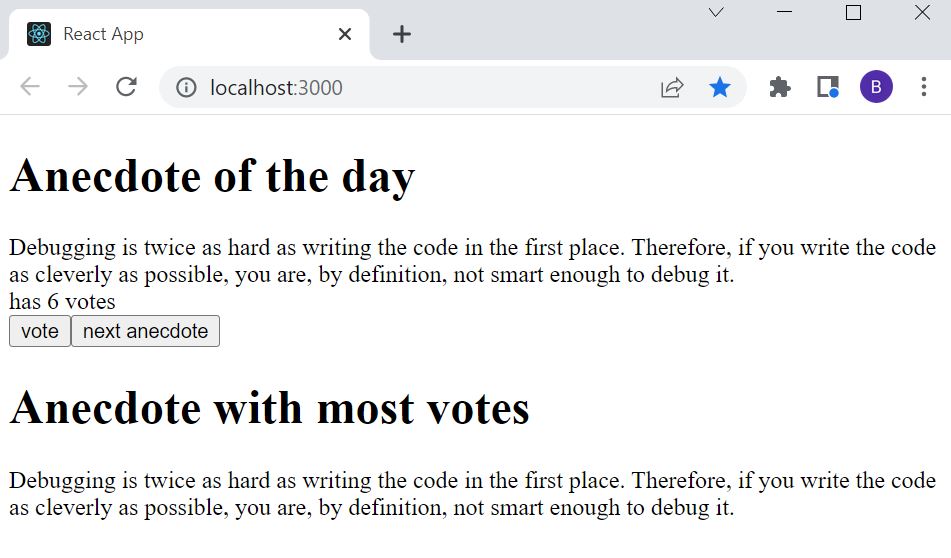 React App
localhost:3000
B
Anecdote of the day
Debugging is twice as hard as writing the code in the first place. Therefore, if you write the code
as cleverly as possible, you are, by definition, not smart enough to debug it.
has 6 votes
vote next anecdote
Anecdote with most votes
Debugging is twice as hard as writing the code in the first place. Therefore, if you write the code
as cleverly as possible, you are, by definition, not smart enough to debug it.